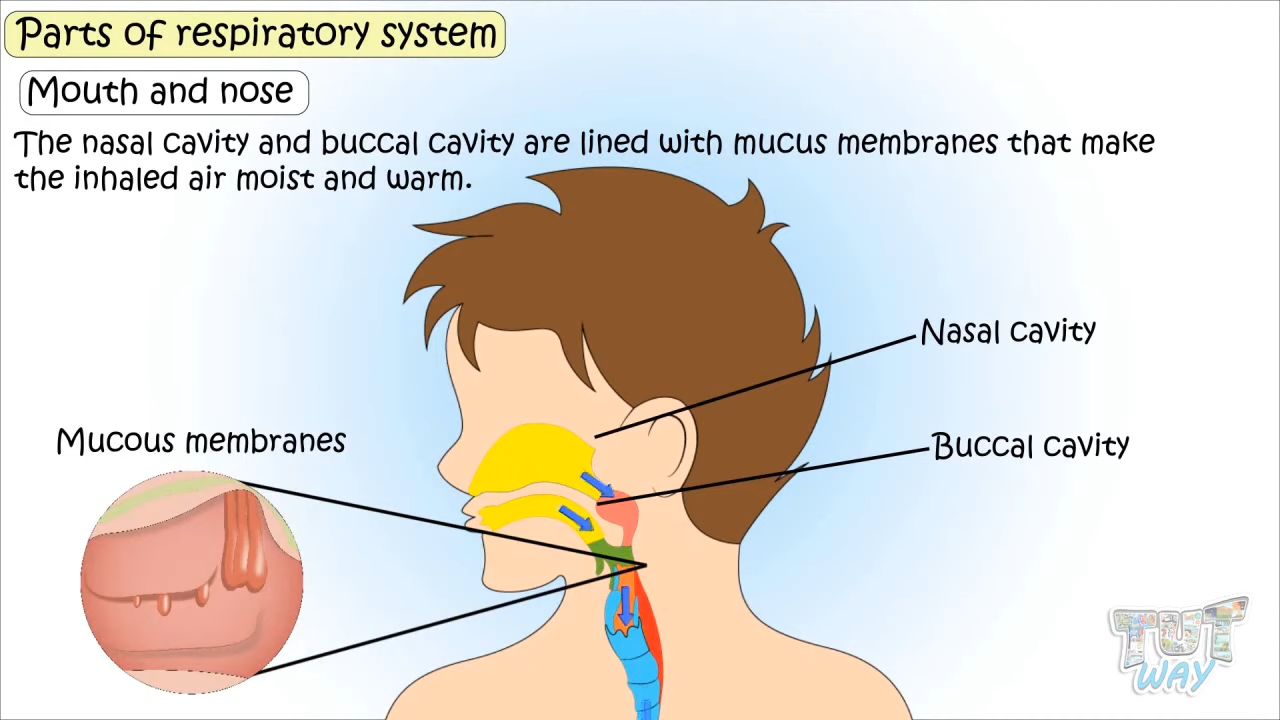 Parts of respiratory system
Mouth and nose
The nasal cavity and buccal cavity are lined with mucus membranes that make
the inhaled air moist and warm.
Nasal cavity
Mucous membranes
Buccal cavity
TUT
WAY